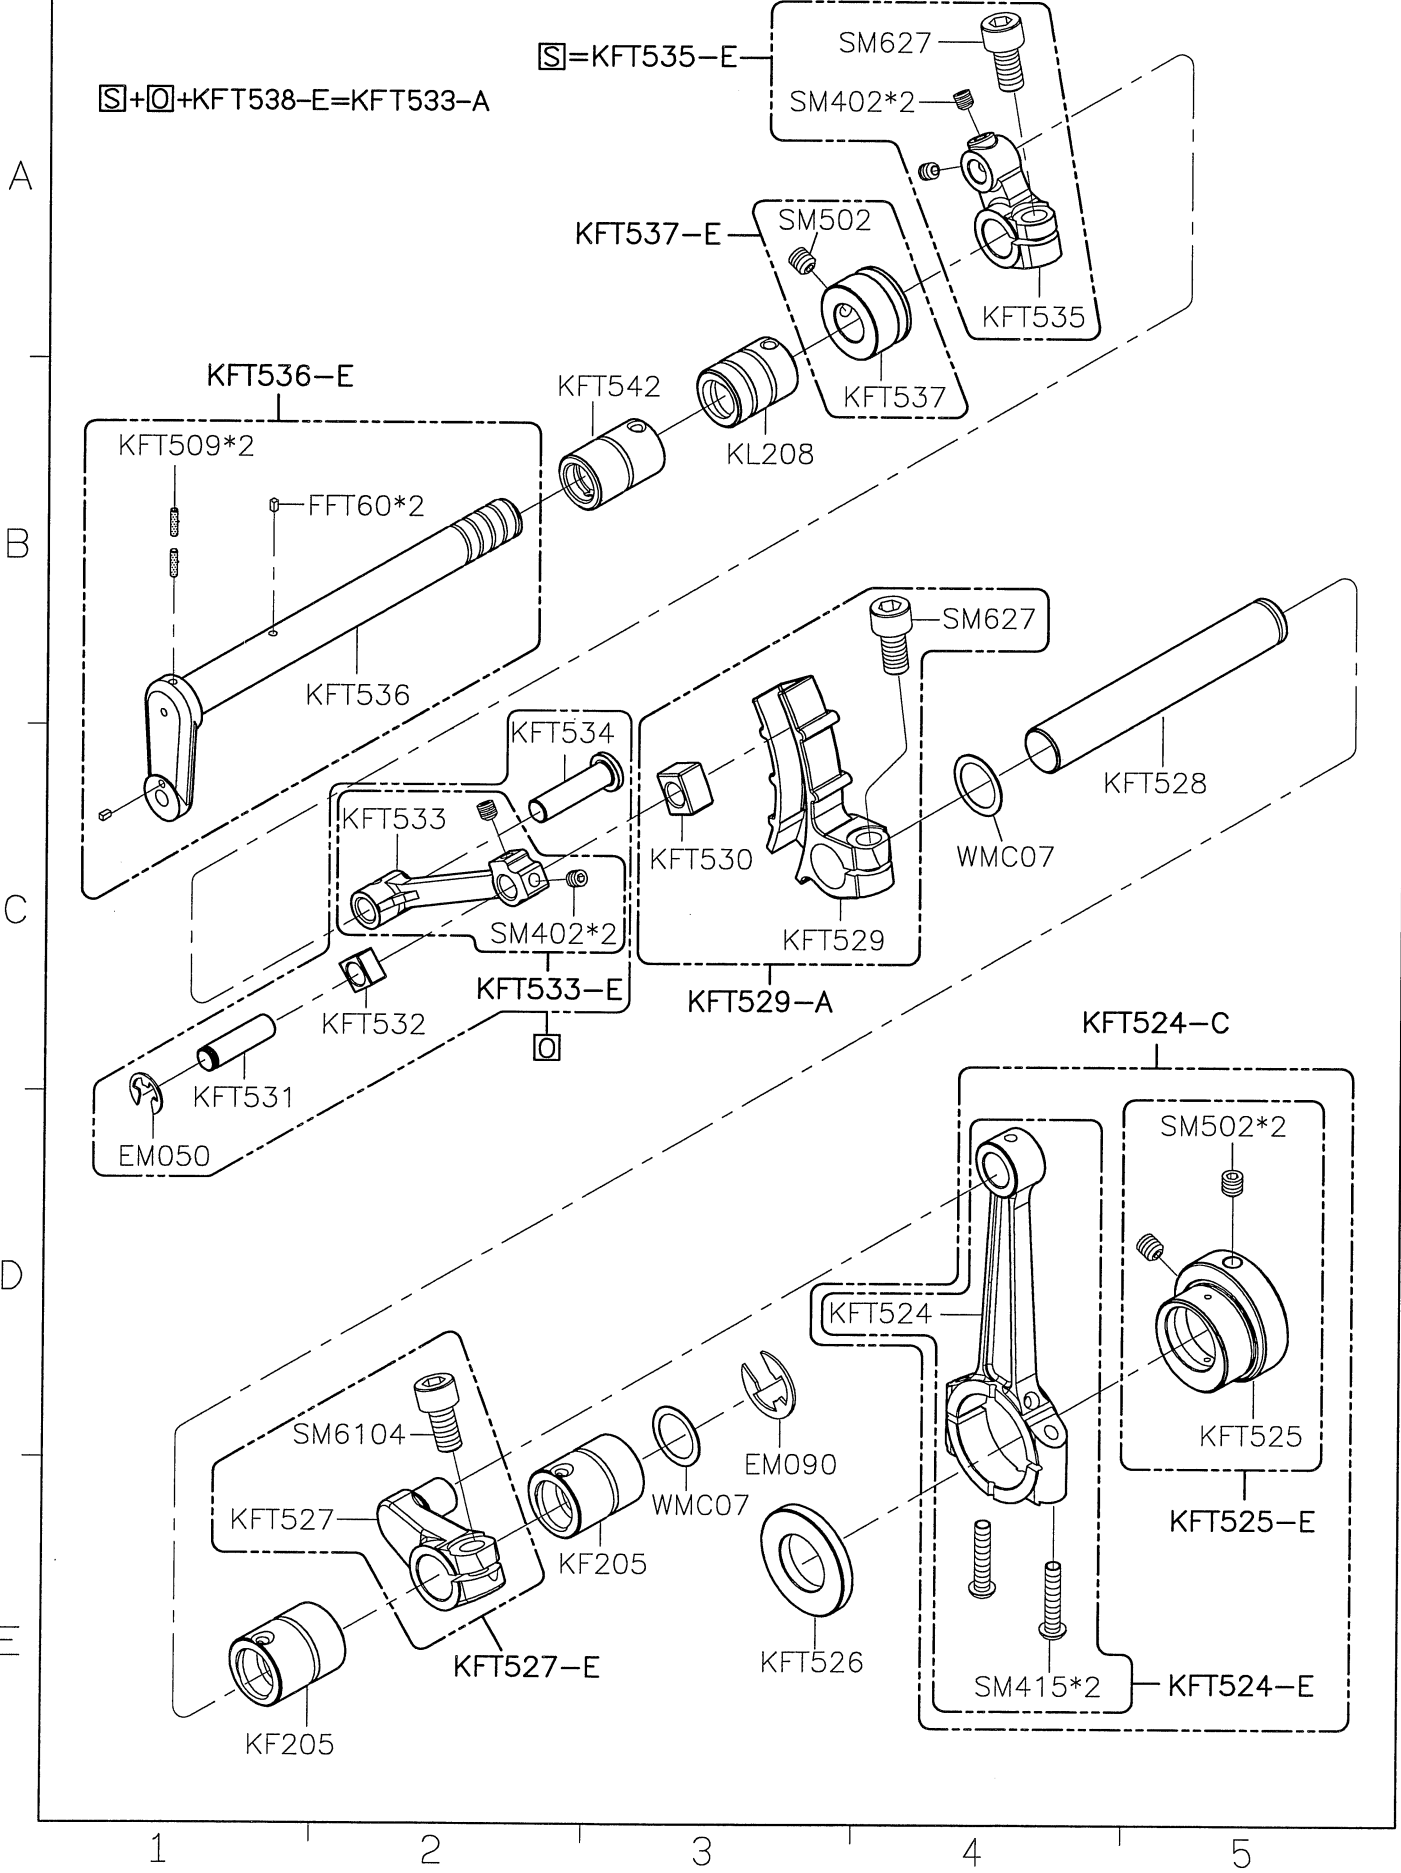 SM627
S=KFT535-E
S+O+KFT538-E=KFT533-A
SM402*2
A
SM502
KFT537-E
KFT535
KFT536-E
KFT542
KFT537
KFT509*2
KL208
FFT60*2
B
SM627
KFT536
KFT534
KFT528
KFT533
KFT530
WMC07
C
SM402*2
KFT529
KFT533-E
KFT529-A
KFT532
KFT524-C
O
KFT531
SM502*2
EM050
D
KFT524
SM6104
KFT525
EM090
WMC07
KFT527
KFT525-E
KF205
E
KFT526
KFT527-E
SM415*2
KFT524-E
KF205
1
2
3
4
5